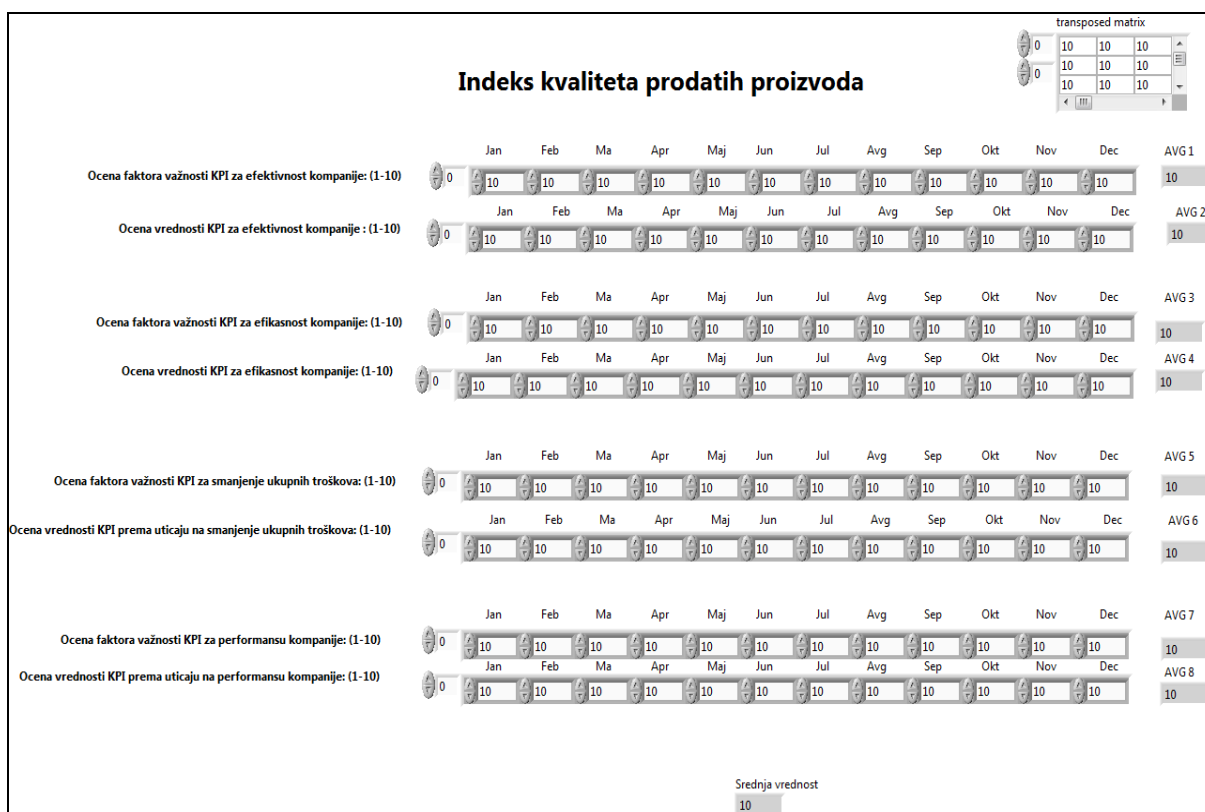 transposed matrix
0 10 10 10
10 10 10
0
10 10 10
Indeks kvaliteta prodatih proizvoda
Jan Feb Ma Apr Maj Jun Jul Avg Sep Okt Nov Dec AVG 1
Ocena faktora važnosti KPI za efektivnost kompanije: (1-10) 0 10 10 10 10 10 10 10 10 10 10 10 10 10
Jan Feb Ma Apr Maj Jun Jul Avg Sep Okt Nov Dec AVG 2
Ocena vrednosti KPI za efektivnost kompanije : (1-10) 0 10 10 10 10 10 10 10 10 10 10 10 10 10
Jan Feb Ma Apr Maj Jun Jul Avg Sep Okt Nov Dec AVG 3
Ocena faktora važnosti KPI za efikasnost kompanije: (1-10) 0 10 10 10 10 10 10 10 10 10 10 10 10 10
Jan Feb Ma Apr Maj Jun Jul Avg Sep Okt Nov Dec AVG 4
Ocena vrednosti KPI za efikasnost kompanije: (1-10) 0 10 10 10 10 10 10 10 10 10 10 10 10 10
Jan Feb Ma Apr Maj Jun Jul Avg Sep Okt Nov Dec AVG 5
Ocena faktora važnosti KPI za smanjenje ukupnih troškova: (1-10) 0 10 10 10 10 10 10 10 10 10 10 10 10 10
Jan Feb Ma Apr Maj Jun Jul Avg Sep Okt Nov Dec AVG 6
Ocena vrednosti KPI prema uticaju na smanjenje ukupnih troškova: (1-10) 0 10 10 10 10 10 10 10 10 10 10 10 10 10
Jan Feb Ma Apr Maj Jun Jul Avg Sep Okt Nov Dec AVG 7
Ocena faktora važnosti KPI za performansu kompanije: (1-10) 0 10 10 10 10 10 10 10 10 10 10 10 10 10
Jan Feb Ma Apr Maj Jun Jul Avg Sep Okt Nov Dec AVG 8
Ocena vrednosti KPI prema uticaju na performansu kompanije: (1-10) 0 10 10 10 10 10 10 10 10 10 10 10 10 10
Srednja vrednost
10